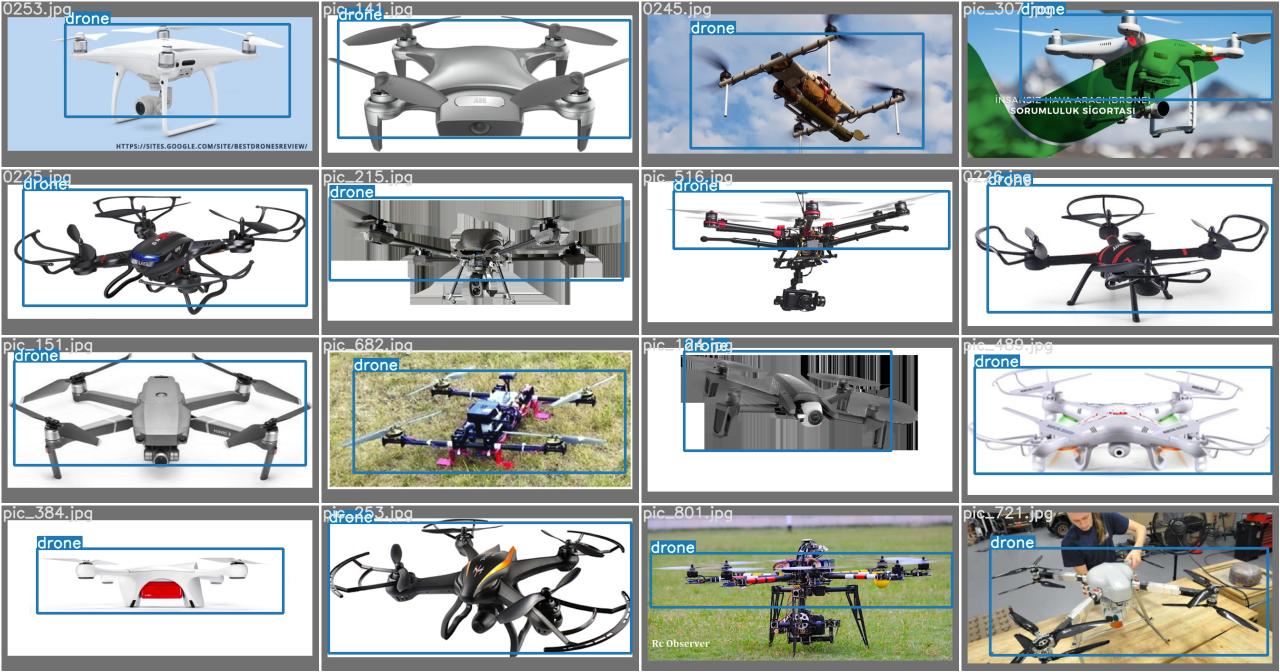 0253.jpg
drone
HTTPS://SITES.GOOGLE.COM/SITE/BESTDRONESREVIEW/
pic_141.jpg
drone
0245.jpg
drone
drone
İNSANSIZ HAVA ARACI (DRONE)
SORUMLULUK SİGORTASI
0225.jpg
drone
pic_215.jpg
drone
pic_516.jpg
drone
0226.jpg
drone
pic_151.jpg
drone
pic_682.jpg
drone
drone
pic_489.jpg
drone
pic_384.jpg
drone
pic_253.jpg
drone
pic_801.jpg
drone
Rc Observer
pic_721.jpg
drone